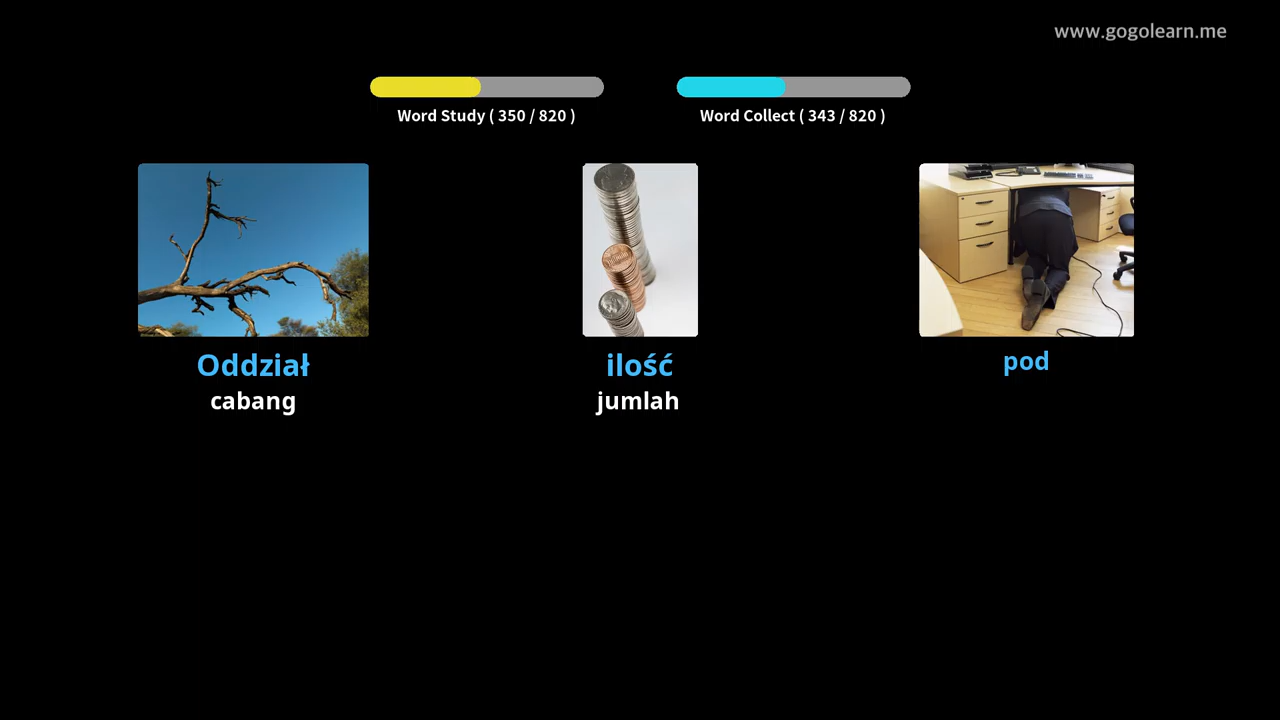 www.gogolearn.me
Word Study ( 350 / 820 )
Word Collect ( 343 / 820 )
Oddział
cabang
ilość
jumlah
pod